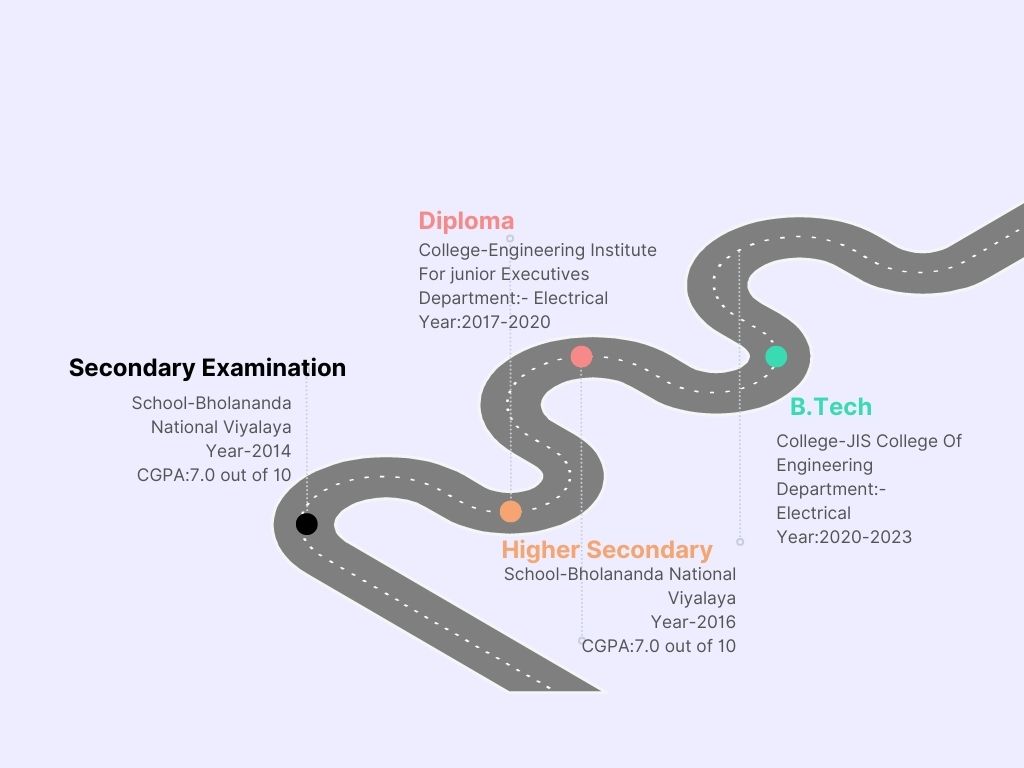 Diploma
College-Engineering Institute
For junior Executives
Department:- Electrical
Year:2017-2020
Secondary Examination
School-Bholananda
National Viyalaya
Year-2014
CGPA:7.0 out of 10
B.Tech
College-JIS College Of
Engineering
Department:-
Electrical
Year:2020-2023
Higher Secondary
School-Bholananda National
Viyalaya
Year-2016
CGPA:7.0 out of 10